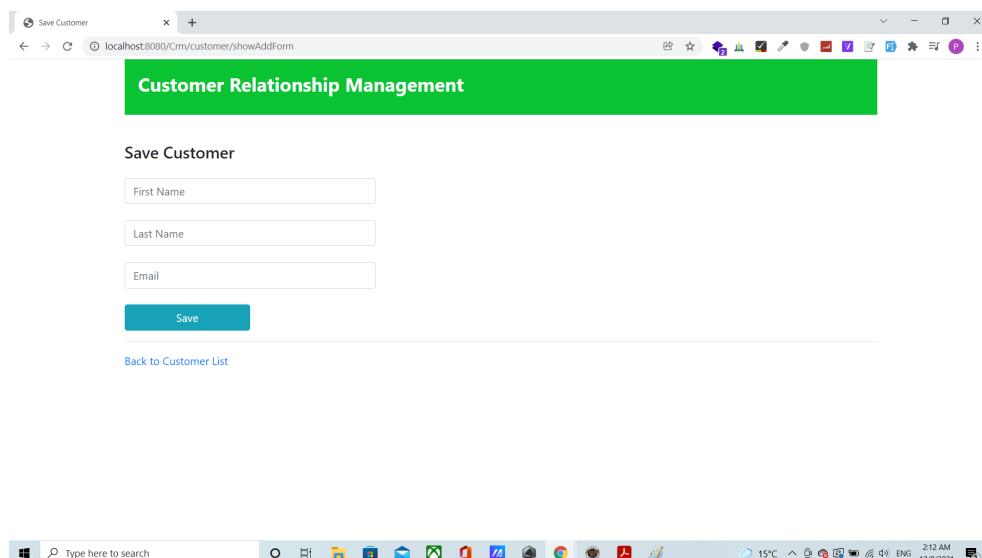 Save Customer
localhost:8080/Crm/customer/showAddForm
2
P
Customer Relationship Management
Save Customer
First Name
Last Name
Email
Save
Back to Customer List
Type here to search
15°C
ENG
2:12 AM